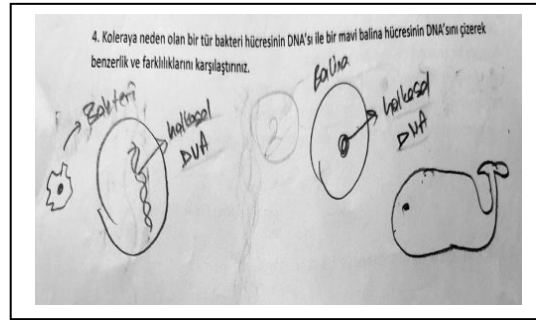 4. Koleraya neden olan bir tür bakteri hücresinin DNA'sı ile bir mavi balina hücresinin DNA'sını çizerek
benzerlik ve farklılıklarını karşılaştırınız.
Bakteri
halkasal
DNA
2
Balina
halkasal
DNA